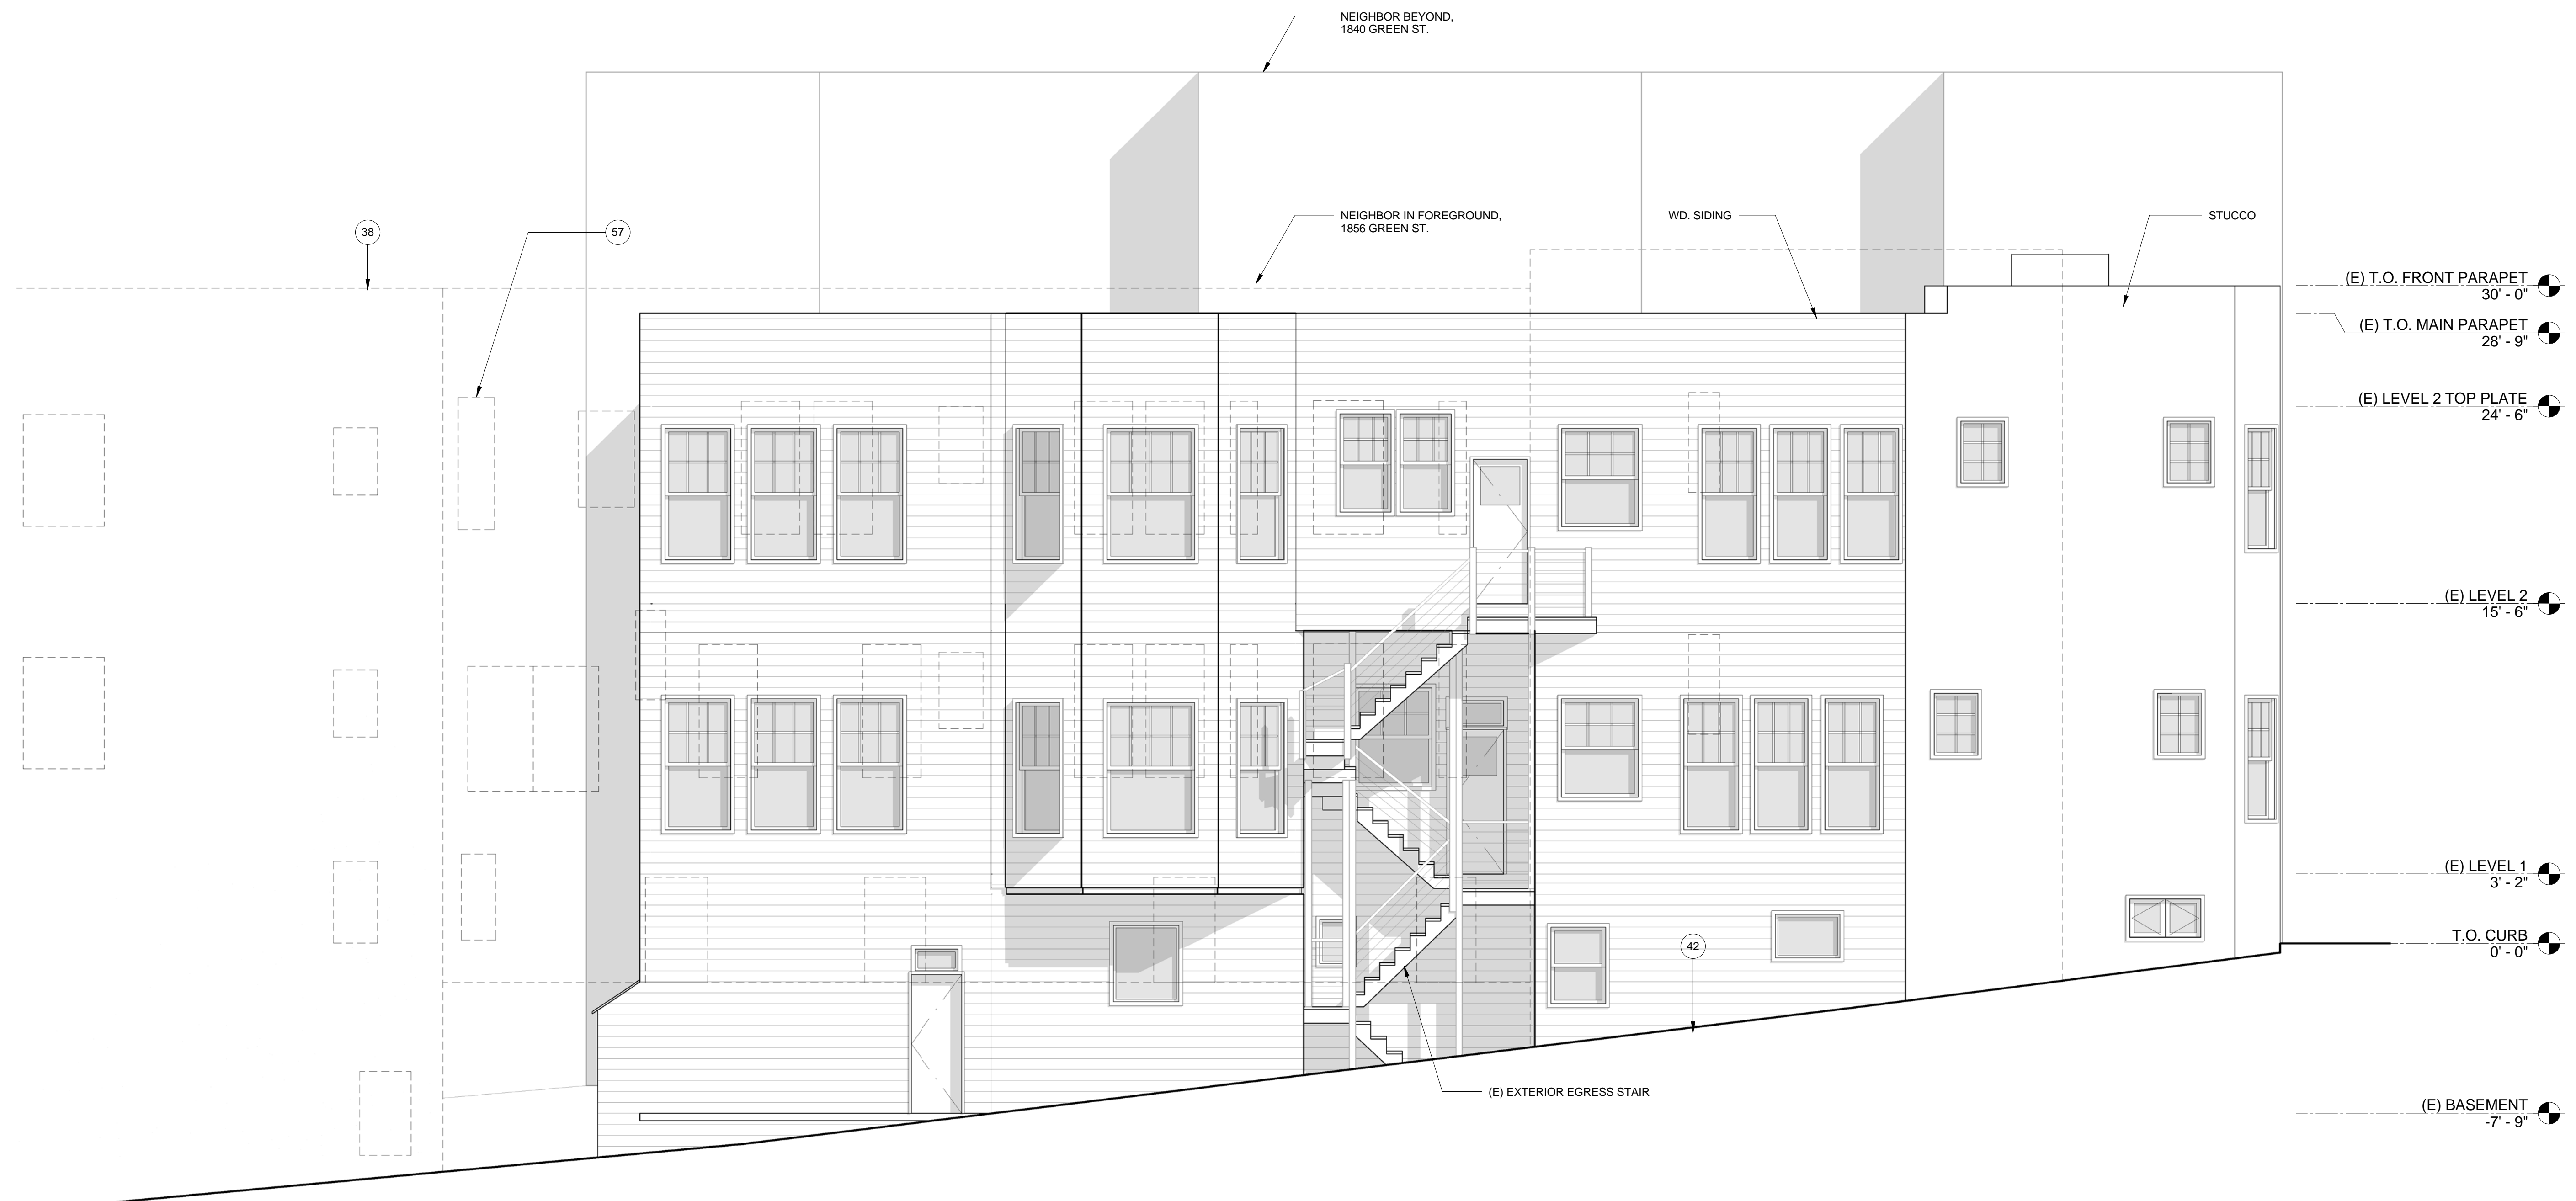 NEIGHBOR BEYOND,
1840 GREEN ST.
NEIGHBOR IN FOREGROUND,
1856 GREEN ST.
WD. SIDING
STUCCO
38
57
(E) T.O. FRONT PARAPET
30' - 0"
(E) T.O. MAIN PARAPET
28' - 9"
(E) LEVEL 2 TOP PLATE
24' - 6"
(E) LEVEL 2
15' - 6"
(E) LEVEL 1
3' - 2"
42
T.O. CURB
0' - 0"
(E) EXTERIOR EGRESS STAIR
(E) BASEMENT
-7' - 9"